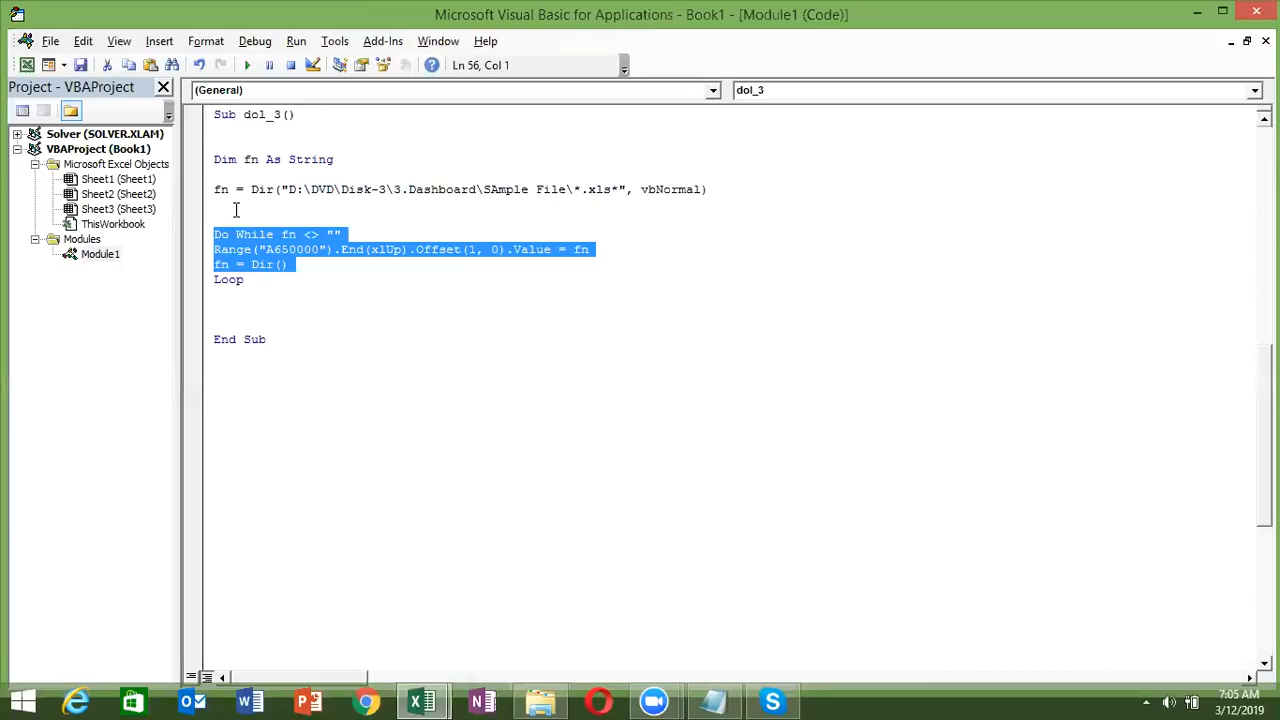 Microsoft Visual Basic for Applications - Book1 - [Module1 (Code)]
File Edit View Insert Format Debug Run Tools Add-Ins Window Help
Ln 56, Col 1
Project - VBAProject
(General)
dol_3
Solver (SOLVER.XLAM)
VBAProject (Book1)
Microsoft Excel Objects
Sheet1 (Sheet1)
Sheet2 (Sheet2)
Sheet3 (Sheet3)
ThisWorkbook
Modules
Module1
Sub dol_3()
Dim fn As String
fn = Dir("D:\DVD\Disk-3\3.Dashboard\SAmple File\*.xls*", vbNormal)
Do While fn <> ""
Range("A650000").End(xlUp).Offset(1, 0).Value = fn
fn = Dir()
Loop
End Sub
7:05 AM
3/12/2019